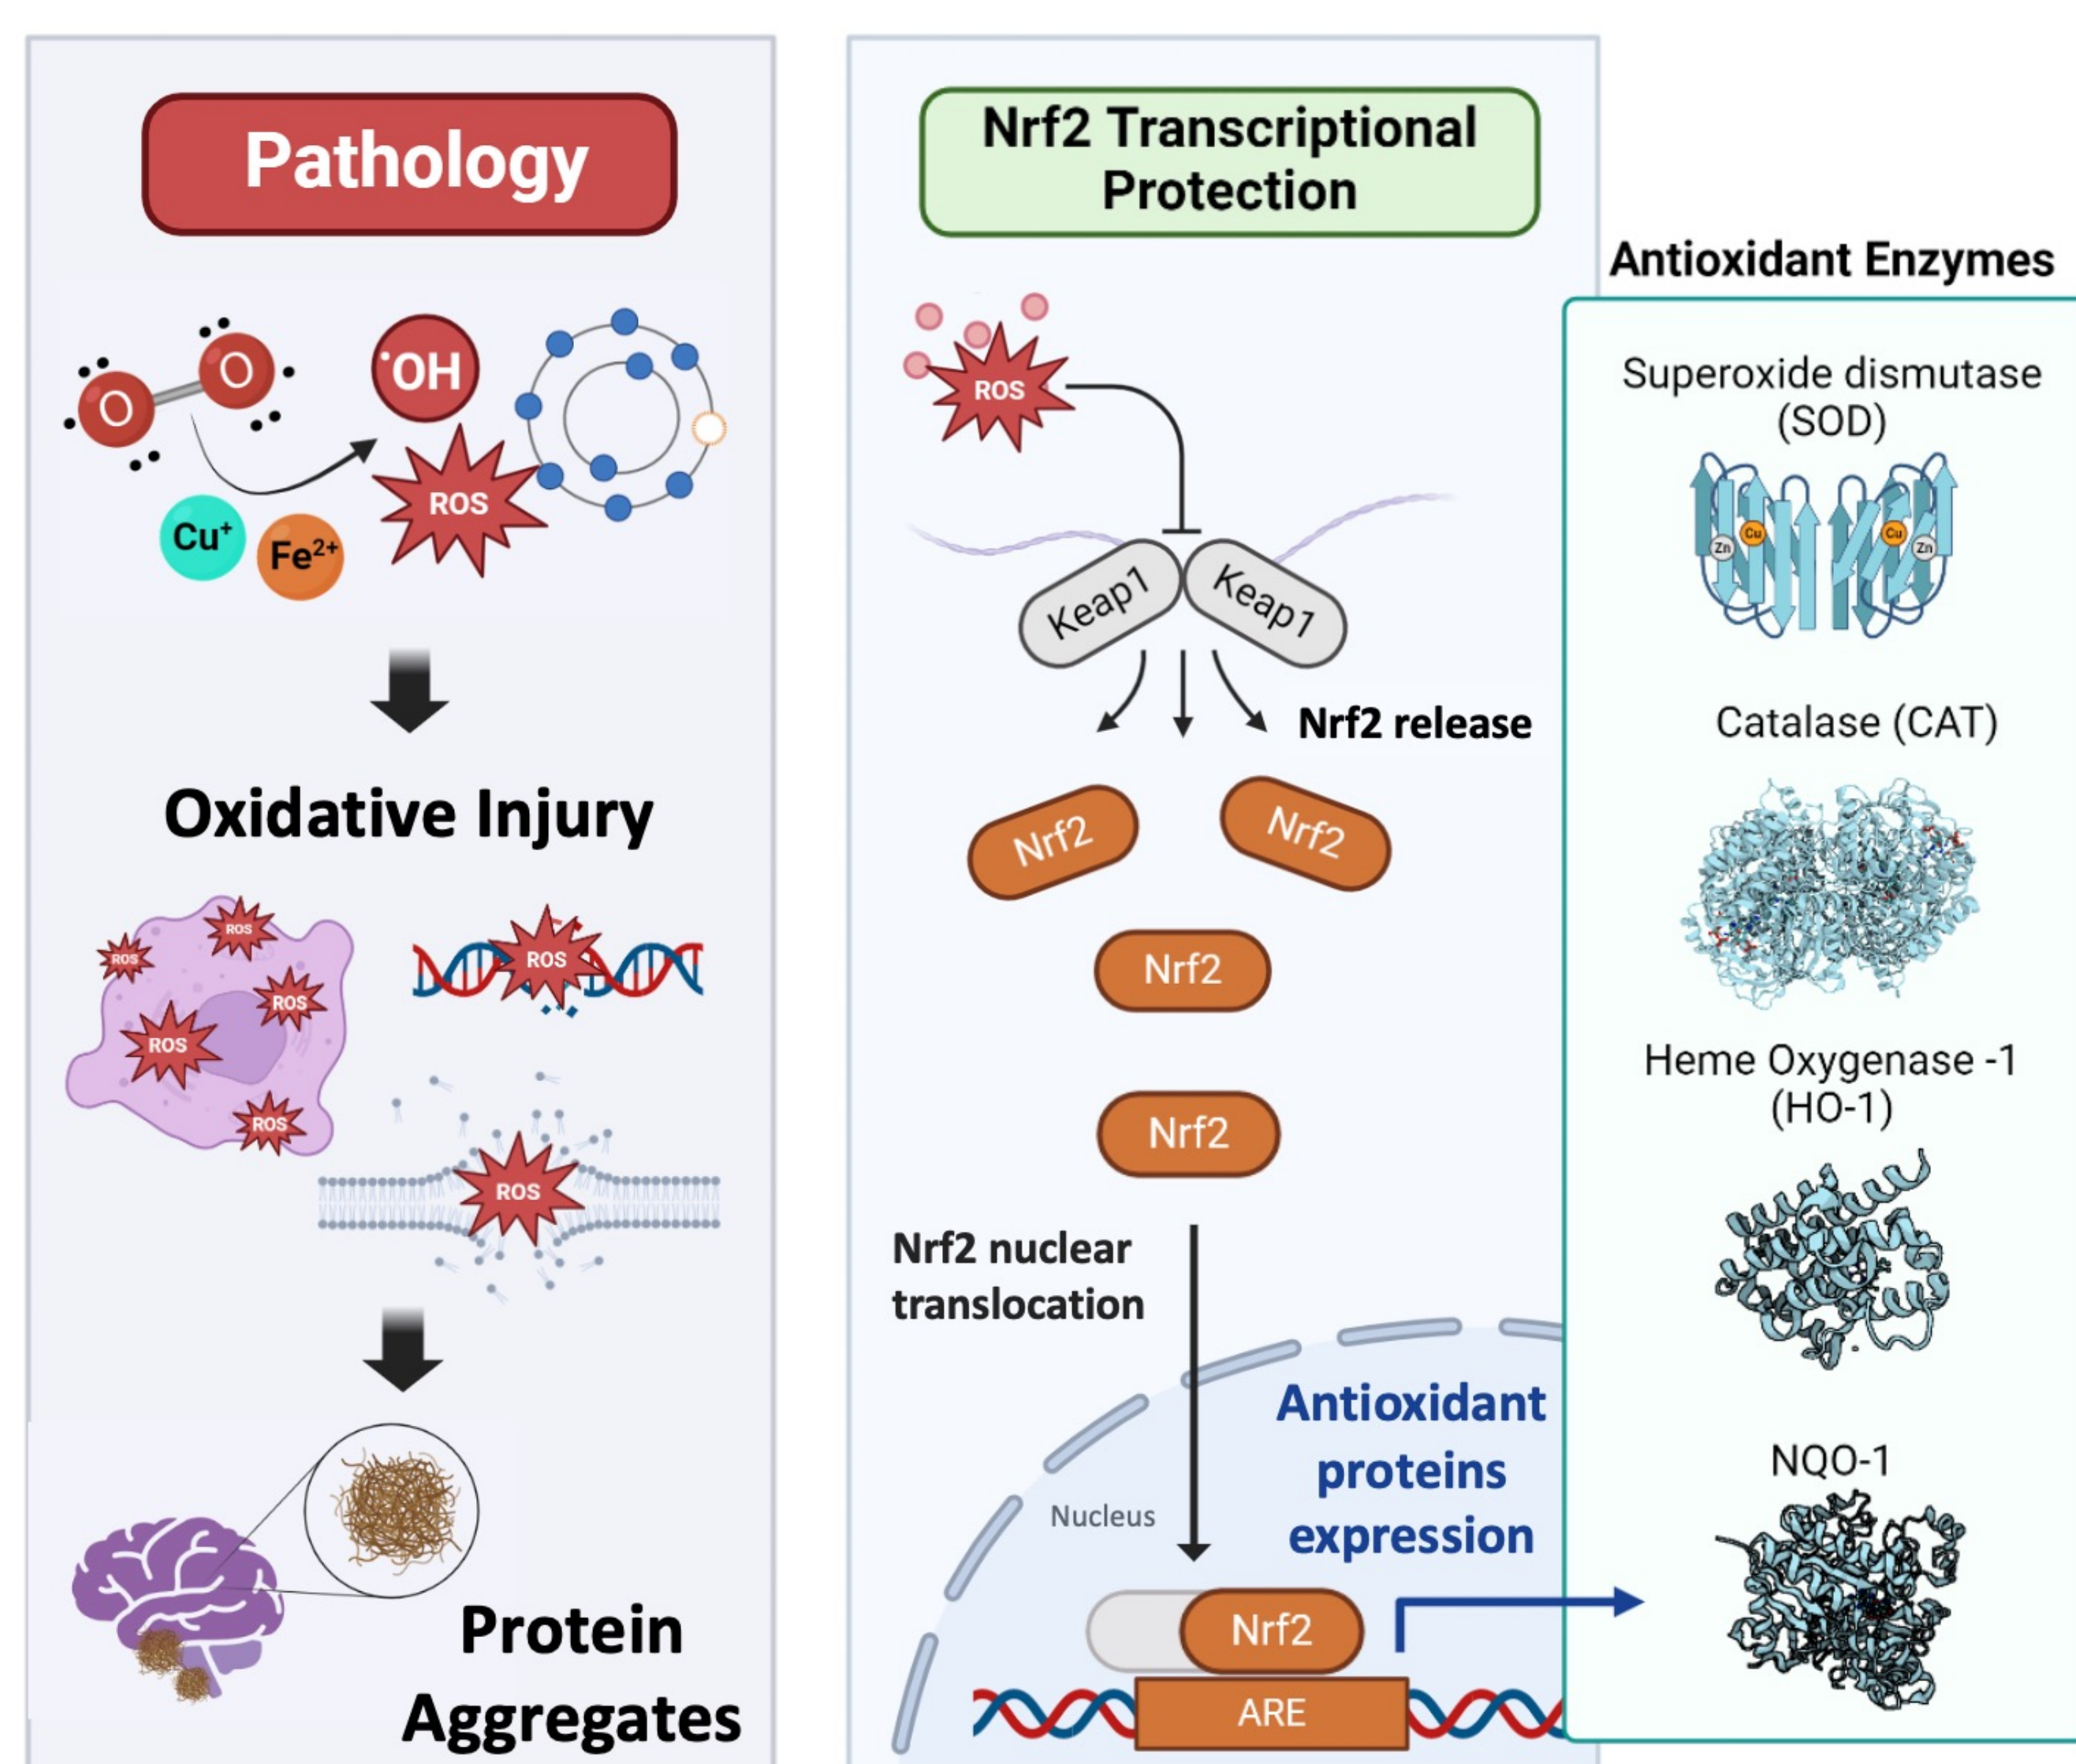 Pathology
O
O
•OH
ROS
Cu+
Fe2+
Oxidative Injury
ROS
ROS
ROS
ROS
ROS
ROS
ROS
Protein
Aggregates
Nrf2 Transcriptional
Protection
ROS
Keap1
Keap1
Nrf2 release
Nrf2
Nrf2
Nrf2
Nrf2
Nrf2 nuclear
translocation
Nucleus
Antioxidant
proteins
expression
Nrf2
ARE
Antioxidant Enzymes
Superoxide dismutase
(SOD)
Zn
Cu
Cu
Zn
Catalase (CAT)
Heme Oxygenase -1
(HO-1)
NQO-1